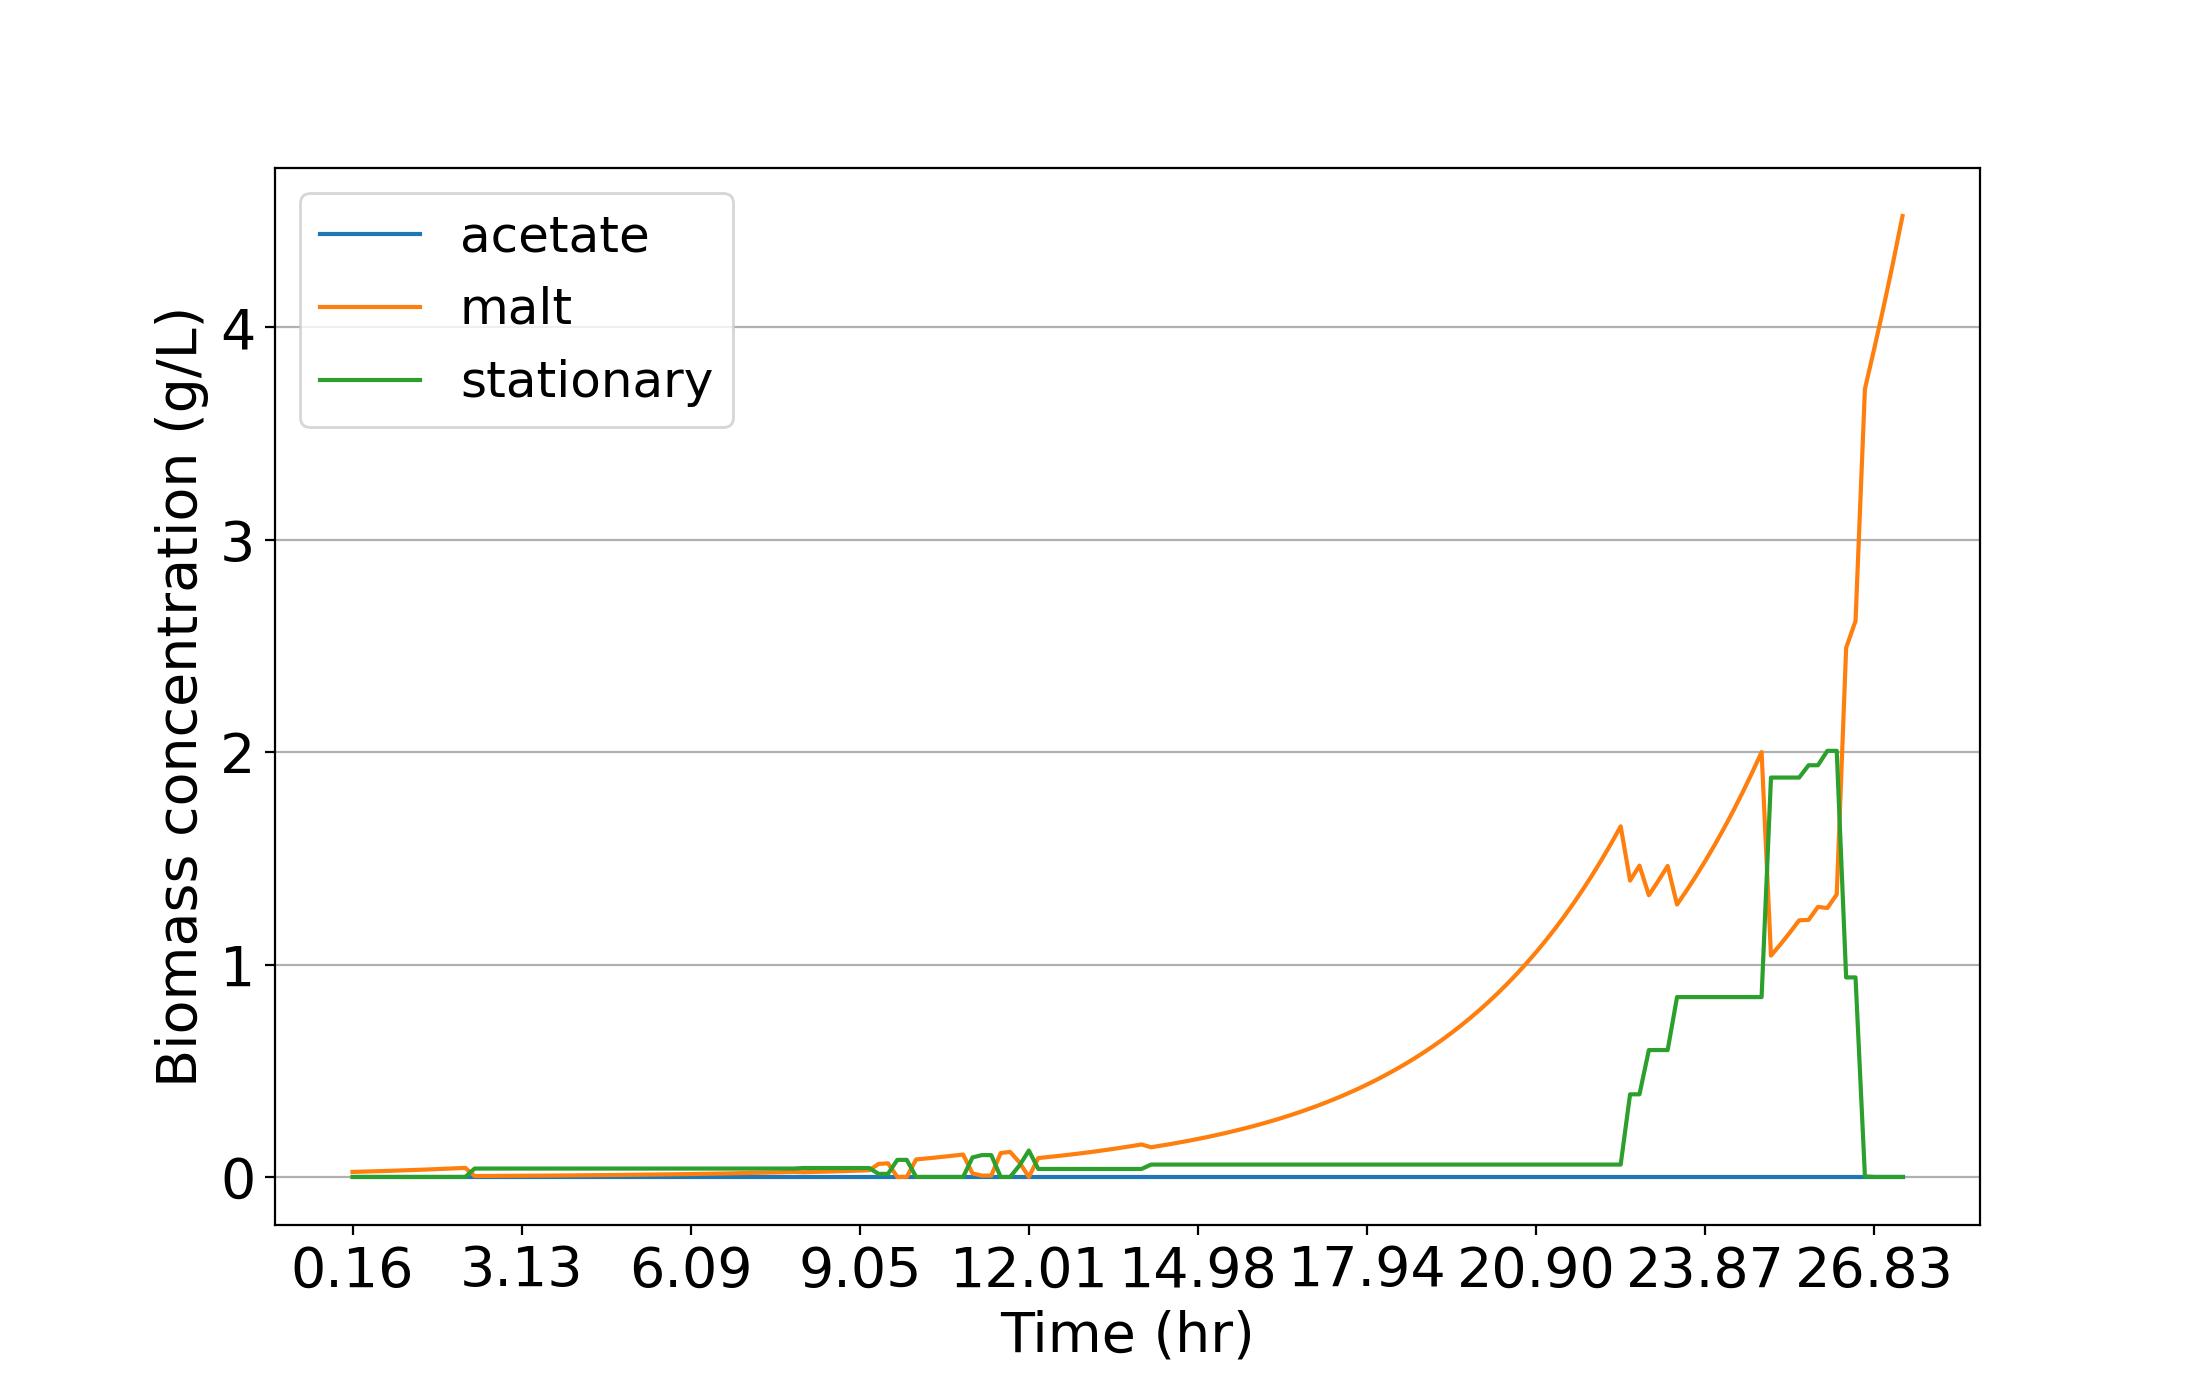 acetate
malt
stationary
Biomass concentration (g/L)
4
3
2
1
0
0.16 3.13 6.09 9.05 12.01 14.98 17.94 20.90 23.87 26.83
Time (hr)